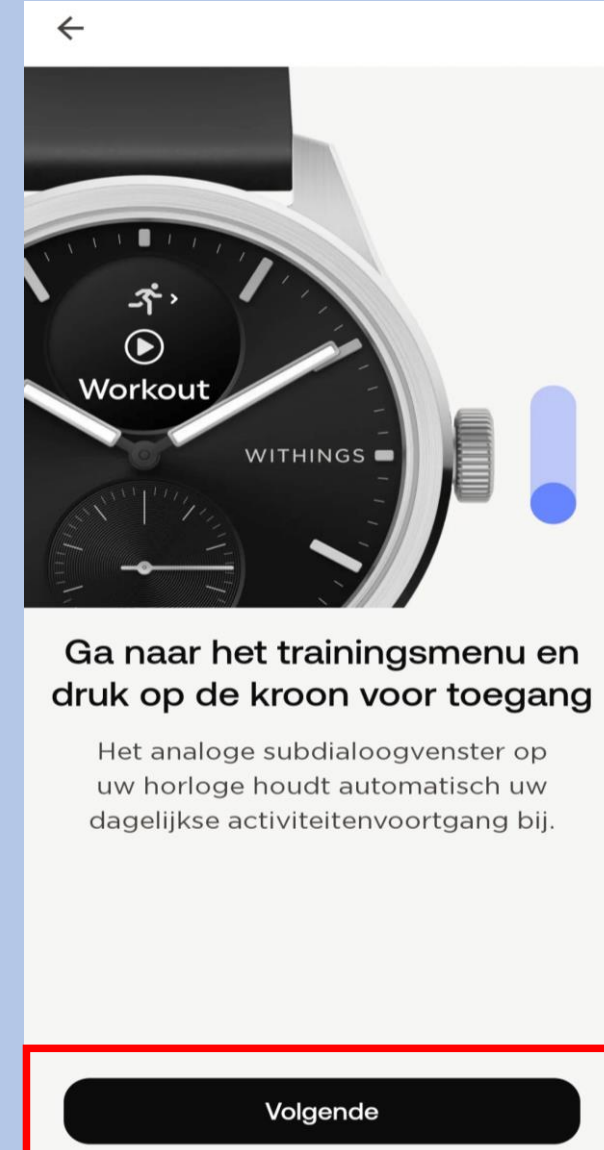 Workout
WITHINGS
Ga naar het trainingsmenu en
druk op de kroon voor toegang
Het analoge subdialoogvenster op
uw horloge houdt automatisch uw
dagelijkse activiteitenvoortgang bij.
Volgende